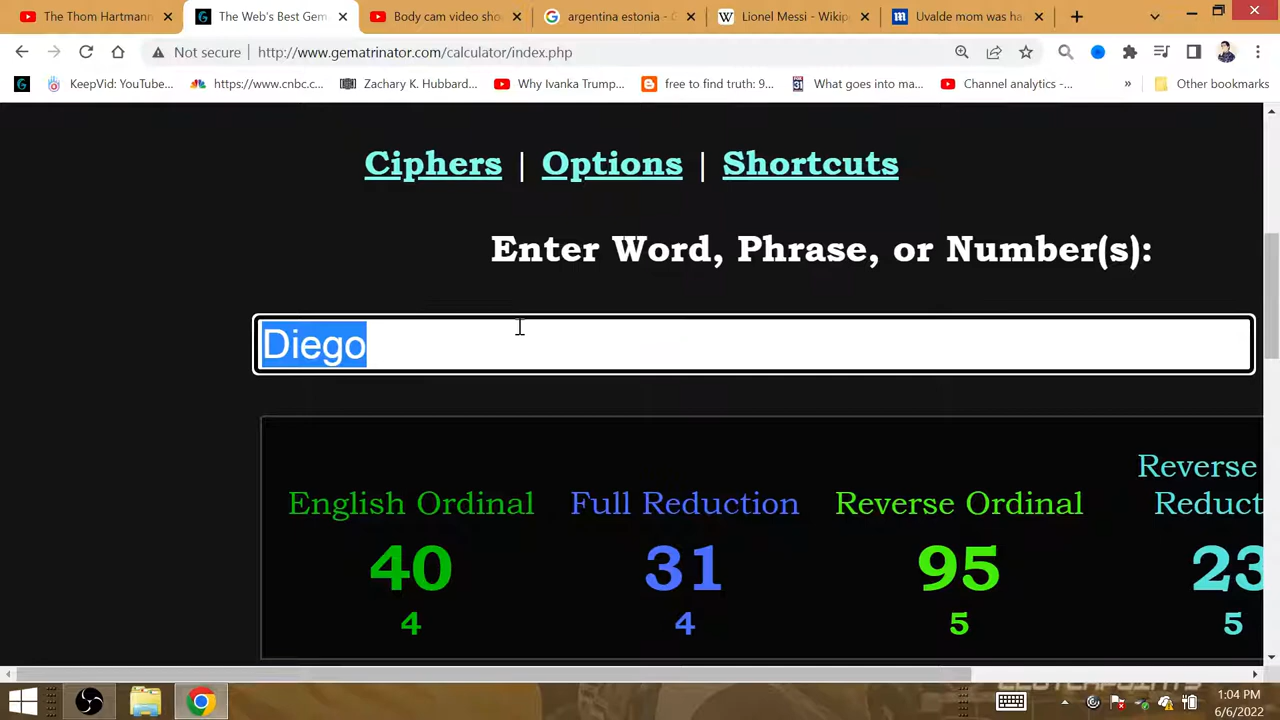 The Thom Hartmann
The Web's Best Gem
Body cam video sho
argentina estonia - G
Lionel Messi - Wikip
Uvalde mom was ha
Not secure | http://www.gematrinator.com/calculator/index.php
KeepVid: YouTube...
https://www.cnbc.c...
Zachary K. Hubbard...
Why Ivanka Trump,...
free to find truth: 9...
What goes into ma...
Channel analytics -...
»
Other bookmarks
Ciphers | Options | Shortcuts
Enter Word, Phrase, or Number(s):
Diego
English Ordinal
40
4
Full Reduction
31
4
Reverse Ordinal
95
5
Reverse
Reduct
23
5
1:04 PM
6/6/2022